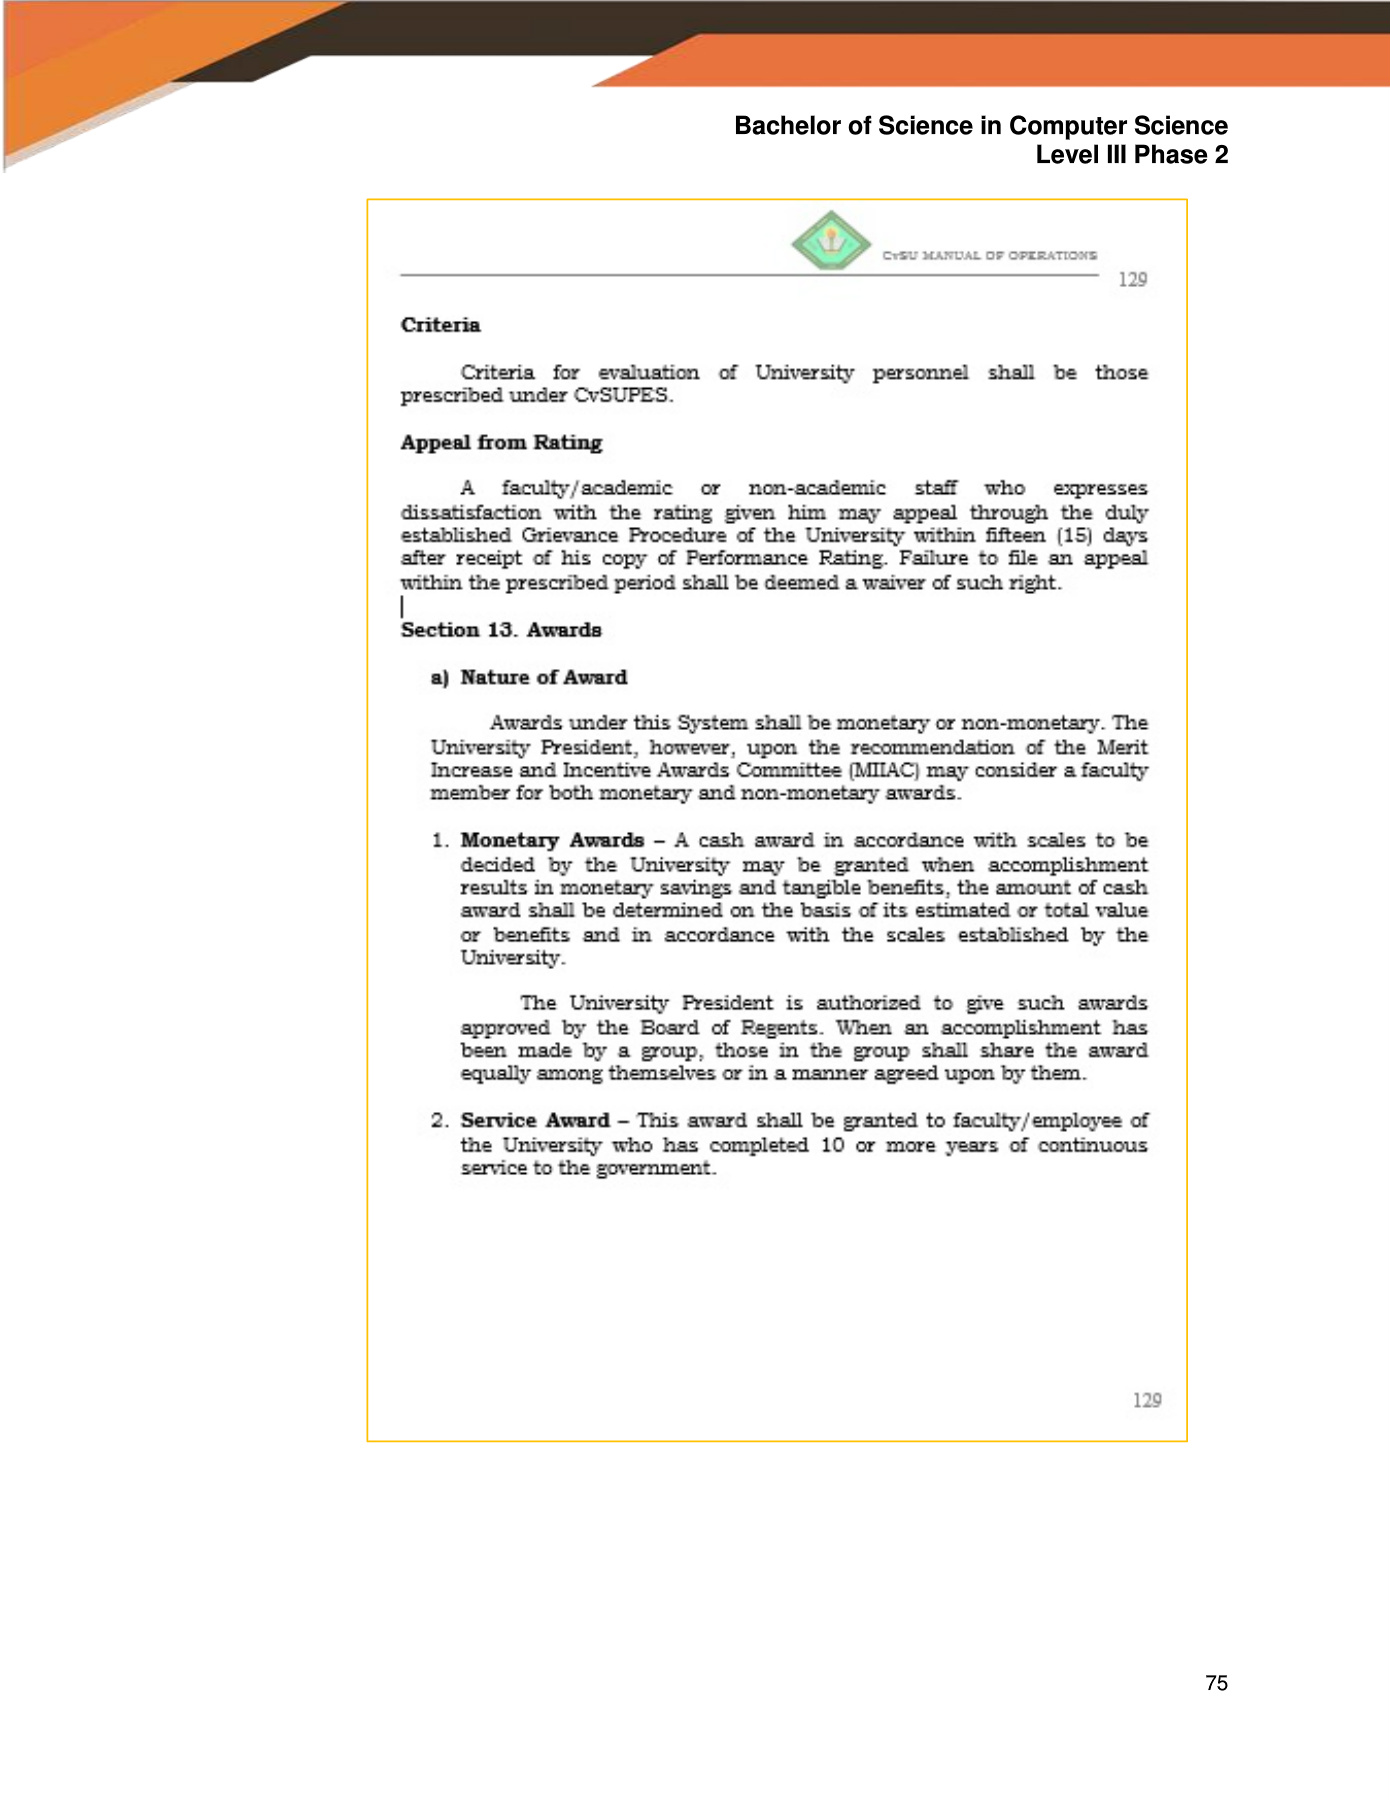 Bachelor of Science in Computer Science
Level III Phase 2
CvSU MANUAL OF OPERATIONS
129
Criteria
Criteria for evaluation of University personnel shall be those
prescribed under CvSUPES.
Appeal from Rating
A faculty/academic or non-academic staff who expresses
dissatisfaction with the rating given him may appeal through the duly
established Grievance Procedure of the University within fifteen (15) days
after receipt of his copy of Performance Rating. Failure to file an appeal
within the prescribed period shall be deemed a waiver of such right.
Section 13. Awards
a) Nature of Award
Awards under this System shall be monetary or non-monetary. The
University President, however, upon the recommendation of the Merit
Increase and Incentive Awards Committee (MIIAC) may consider a faculty
member for both monetary and non-monetary awards.
1. Monetary Awards – A cash award in accordance with scales to be
decided by the University may be granted when accomplishment
results in monetary savings and tangible benefits, the amount of cash
award shall be determined on the basis of its estimated or total value
or benefits and in accordance with the scales established by the
University.
The University President is authorized to give such awards
approved by the Board of Regents. When an accomplishment has
been made by a group, those in the group shall share the award
equally among themselves or in a manner agreed upon by them.
2. Service Award – This award shall be granted to faculty/employee of
the University who has completed 10 or more years of continuous
service to the government.
129
75